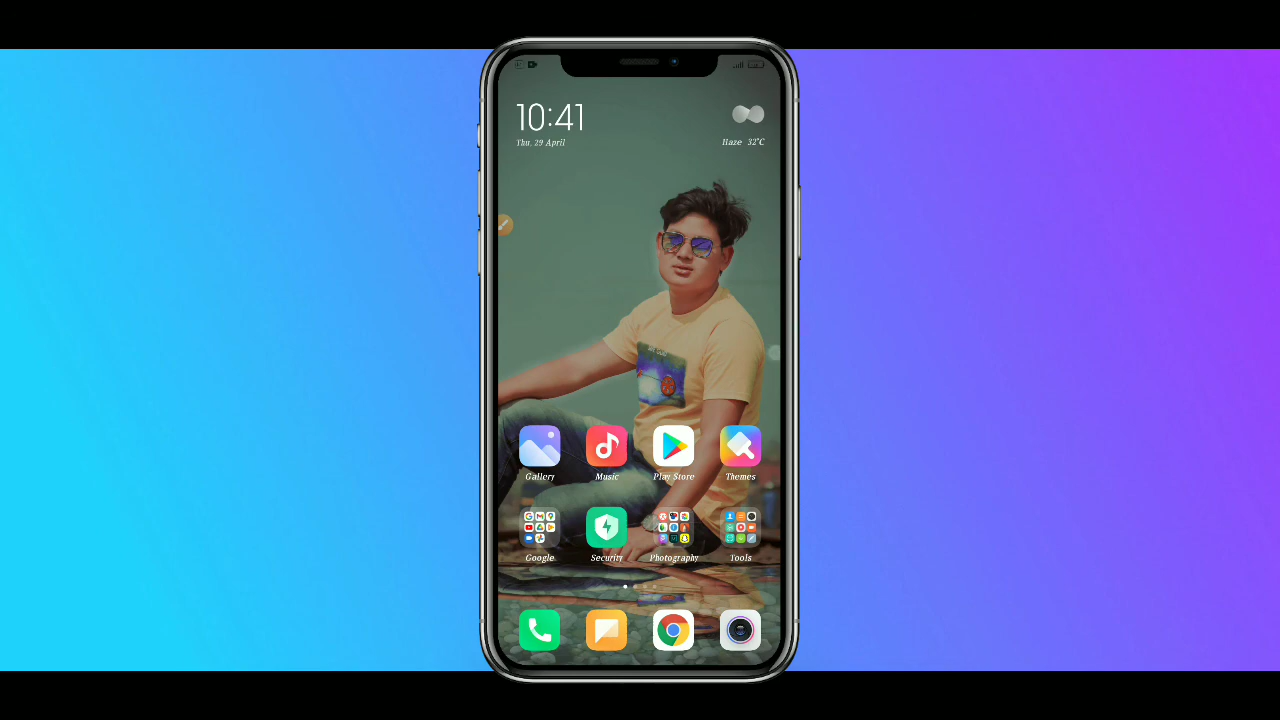 10:41
Thu, 29 April
Haze 32°C
Gallery
Music
Play Store
Themes
Google
Security
Photography
Tools